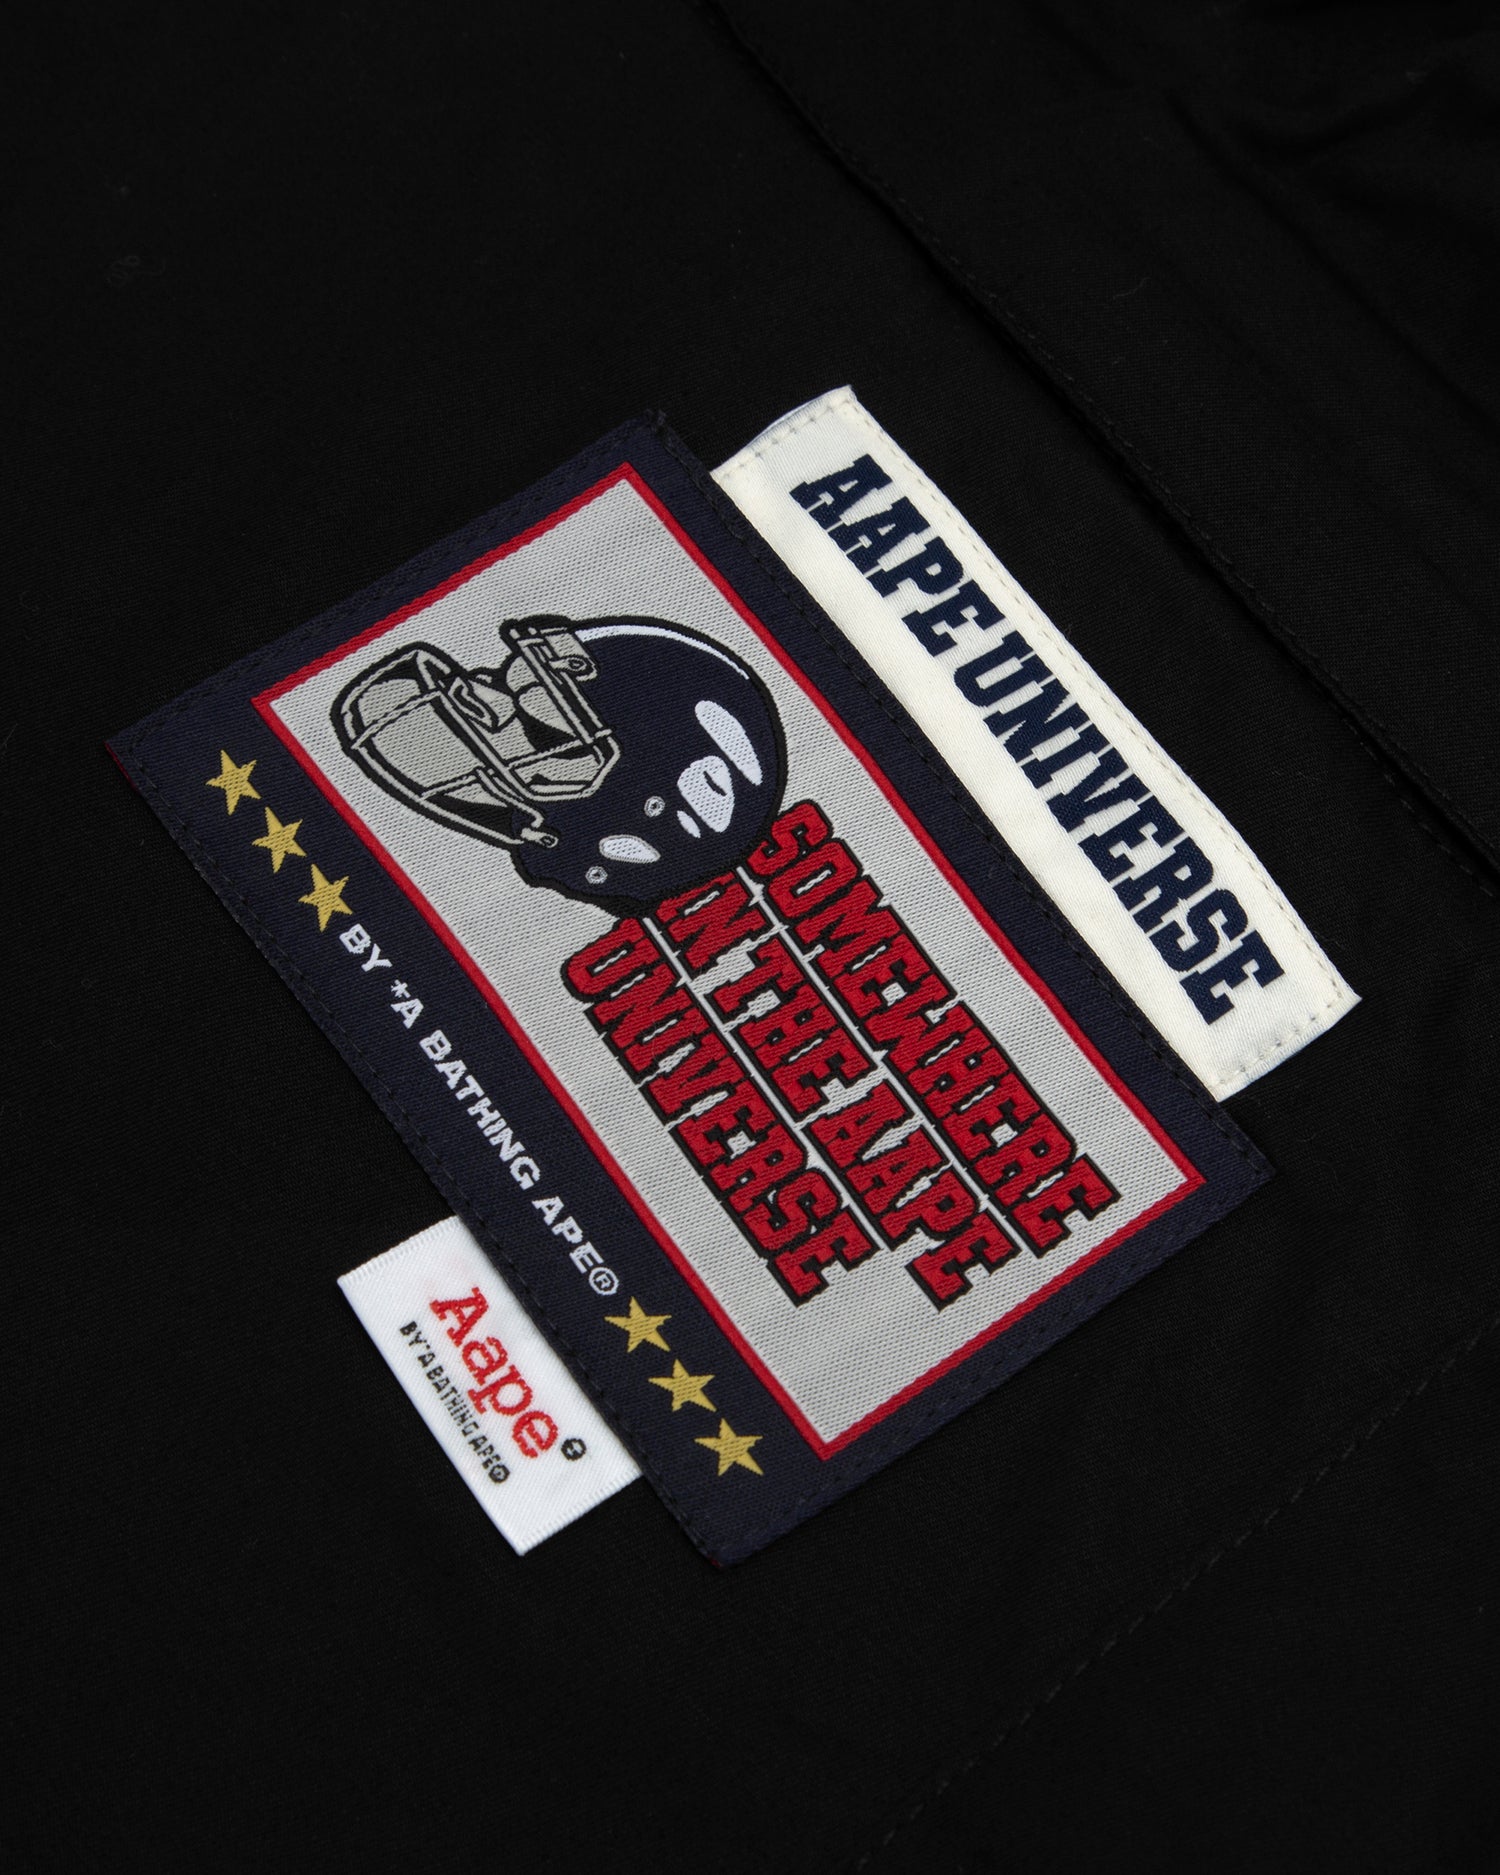 AAPE UNIVERSE
SOMEWHERE
IN THE AAPE
UNIVERSE
BY *A BATHING APE®
Aape
BY *A BATHING APE®